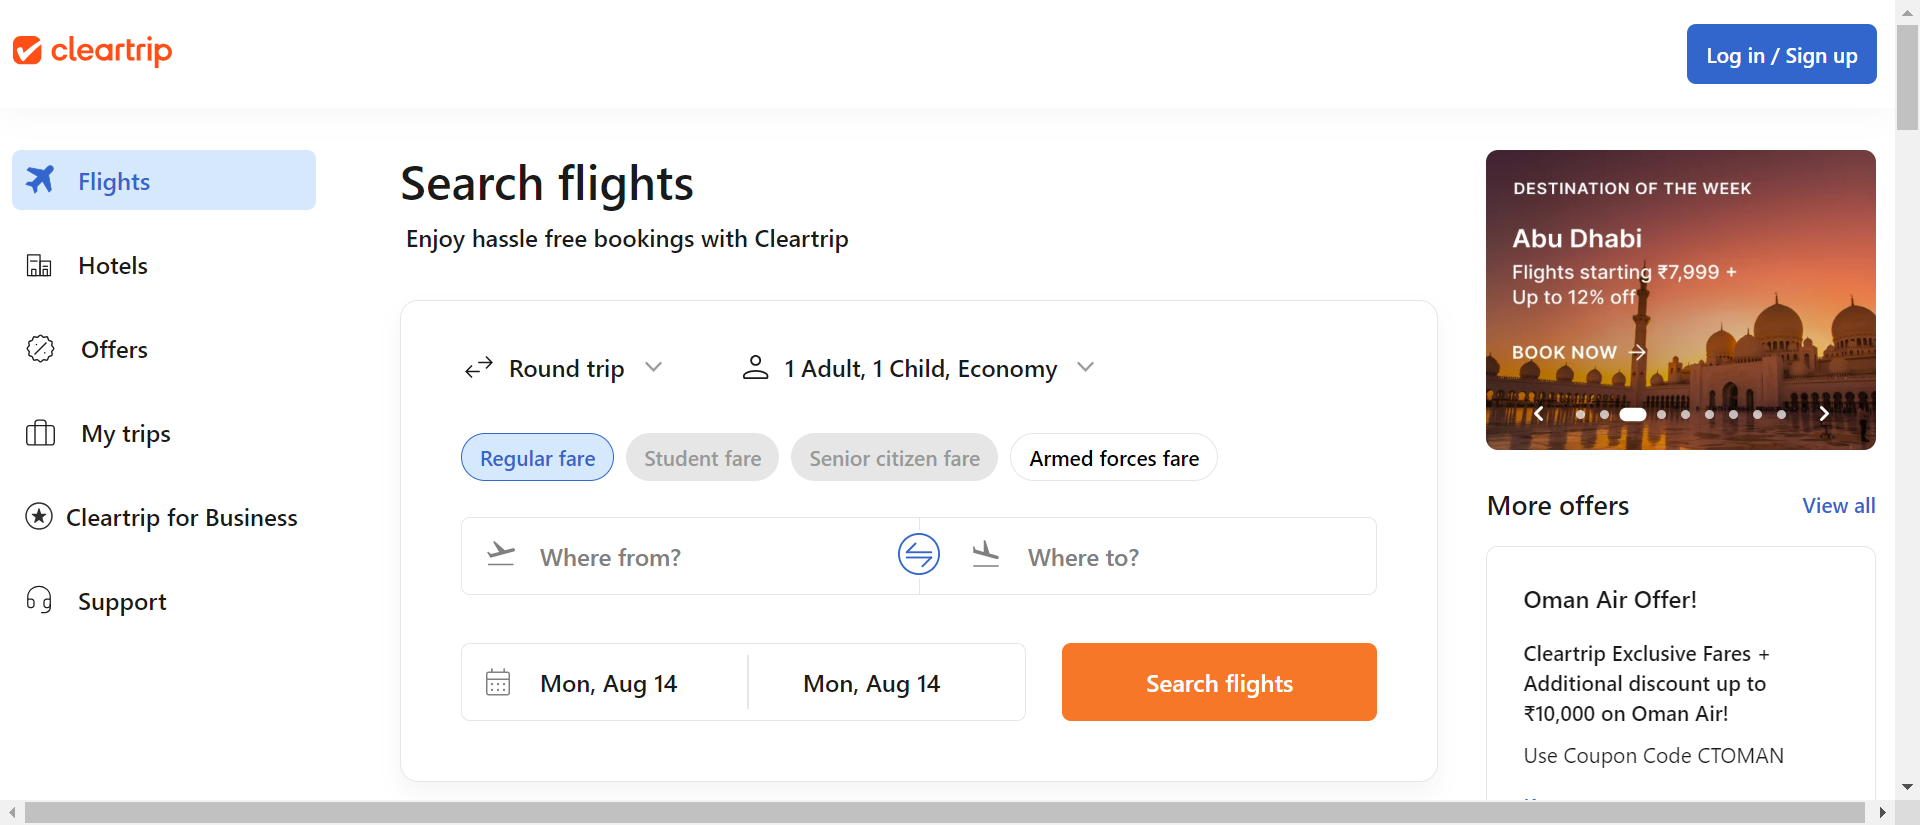 cleartrip
Log in / Sign up
Flights
Hotels
Offers
My trips
Cleartrip for Business
Support
Search flights
Enjoy hassle free bookings with Cleartrip
Round trip
1 Adult, 1 Child, Economy
Regular fare
Student fare
Senior citizen fare
Armed forces fare
Where from?
Where to?
Mon, Aug 14
Mon, Aug 14
Search flights
DESTINATION OF THE WEEK
Abu Dhabi
Flights starting ₹7,999 +
Up to 12% off
BOOK NOW
More offers
View all
Oman Air Offer!
Cleartrip Exclusive Fares +
Additional discount up to
₹10,000 on Oman Air!
Use Coupon Code CTOMAN